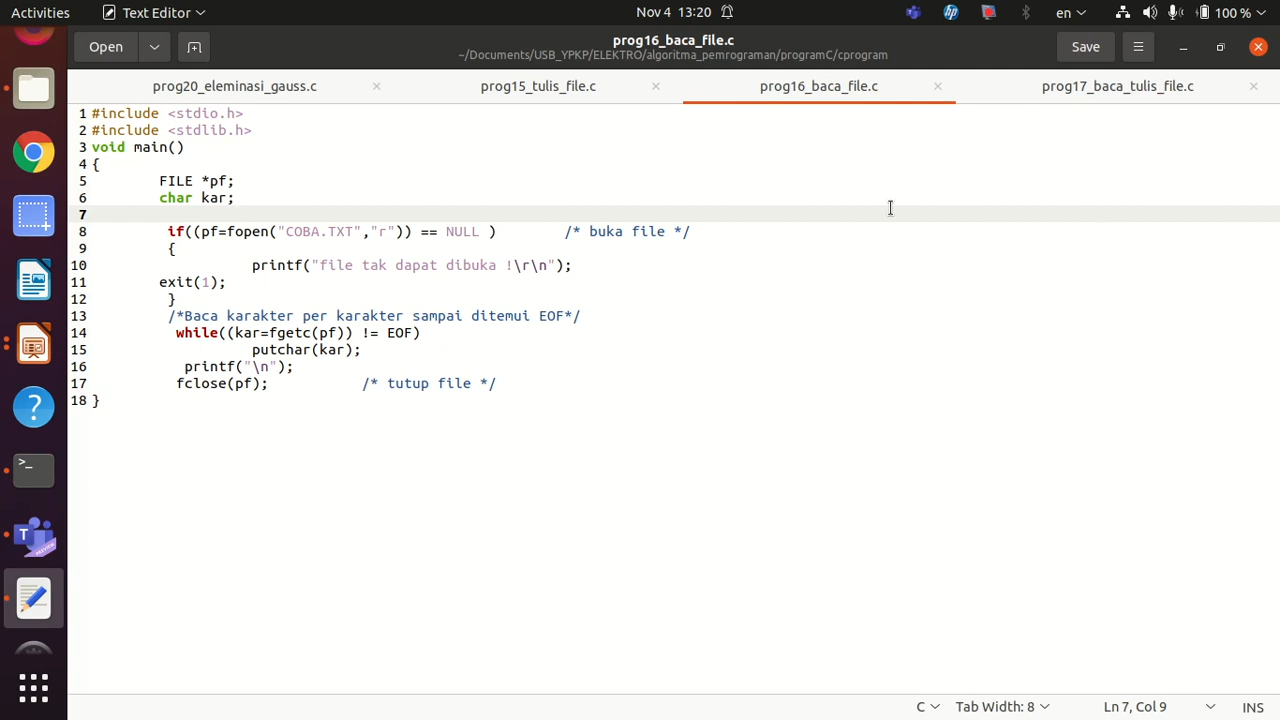 Activities Text Editor Nov 4 13:20 en 100 %
Open prog16_baca_file.c Save
~/Documents/USB_YPKP/ELEKTRO/algoritma_pemrograman/programC/cprogram
prog20_eleminasi_gauss.c prog15_tulis_file.c prog16_baca_file.c prog17_baca_tulis_file.c
1 #include <stdio.h>
2 #include <stdlib.h>
3 void main()
4 {
5 FILE *pf;
6 char kar;
7
8 if((pf=fopen("COBA.TXT","r")) == NULL ) /* buka file */
9 {
10 printf("file tak dapat dibuka !\r\n");
11 exit(1);
12 }
13 /*Baca karakter per karakter sampai ditemui EOF*/
14 while((kar=fgetc(pf)) != EOF)
15 putchar(kar);
16 printf("\n");
17 fclose(pf); /* tutup file */
18 }
C Tab Width: 8 Ln 7, Col 9 INS